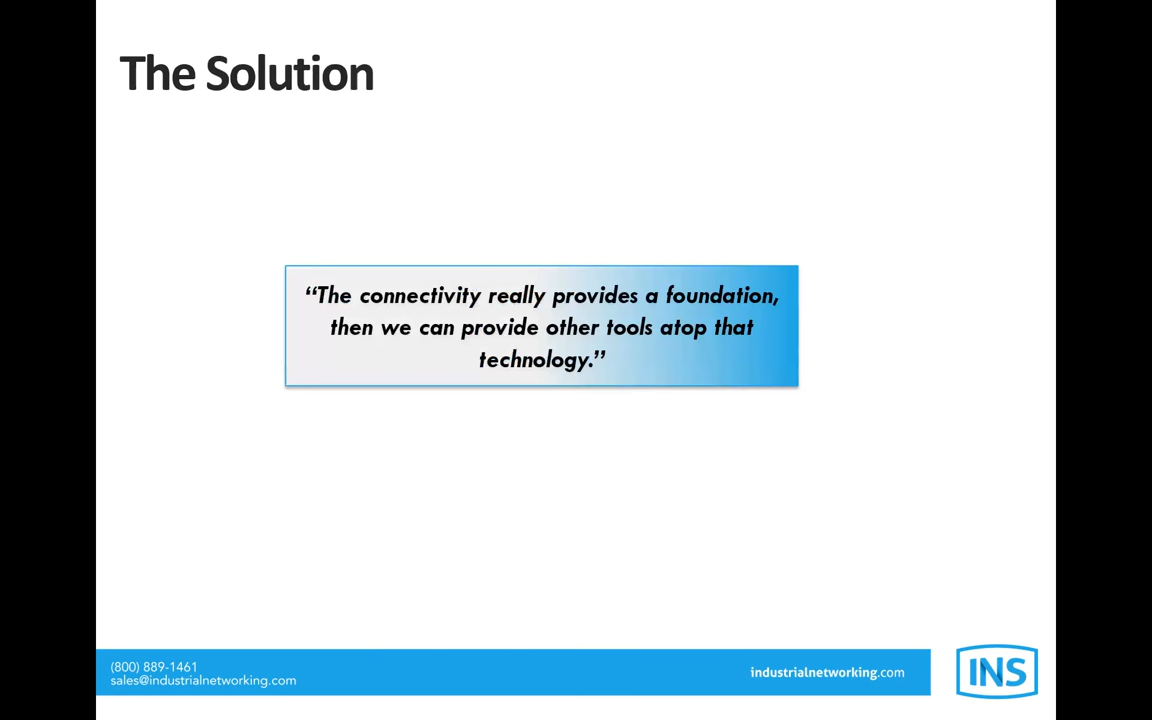 The Solution
“The connectivity really provides a foundation,
then we can provide other tools atop that
technology.”
(800) 889-1461
sales@industrialnetworking.com
industrialnetworking.com
INS